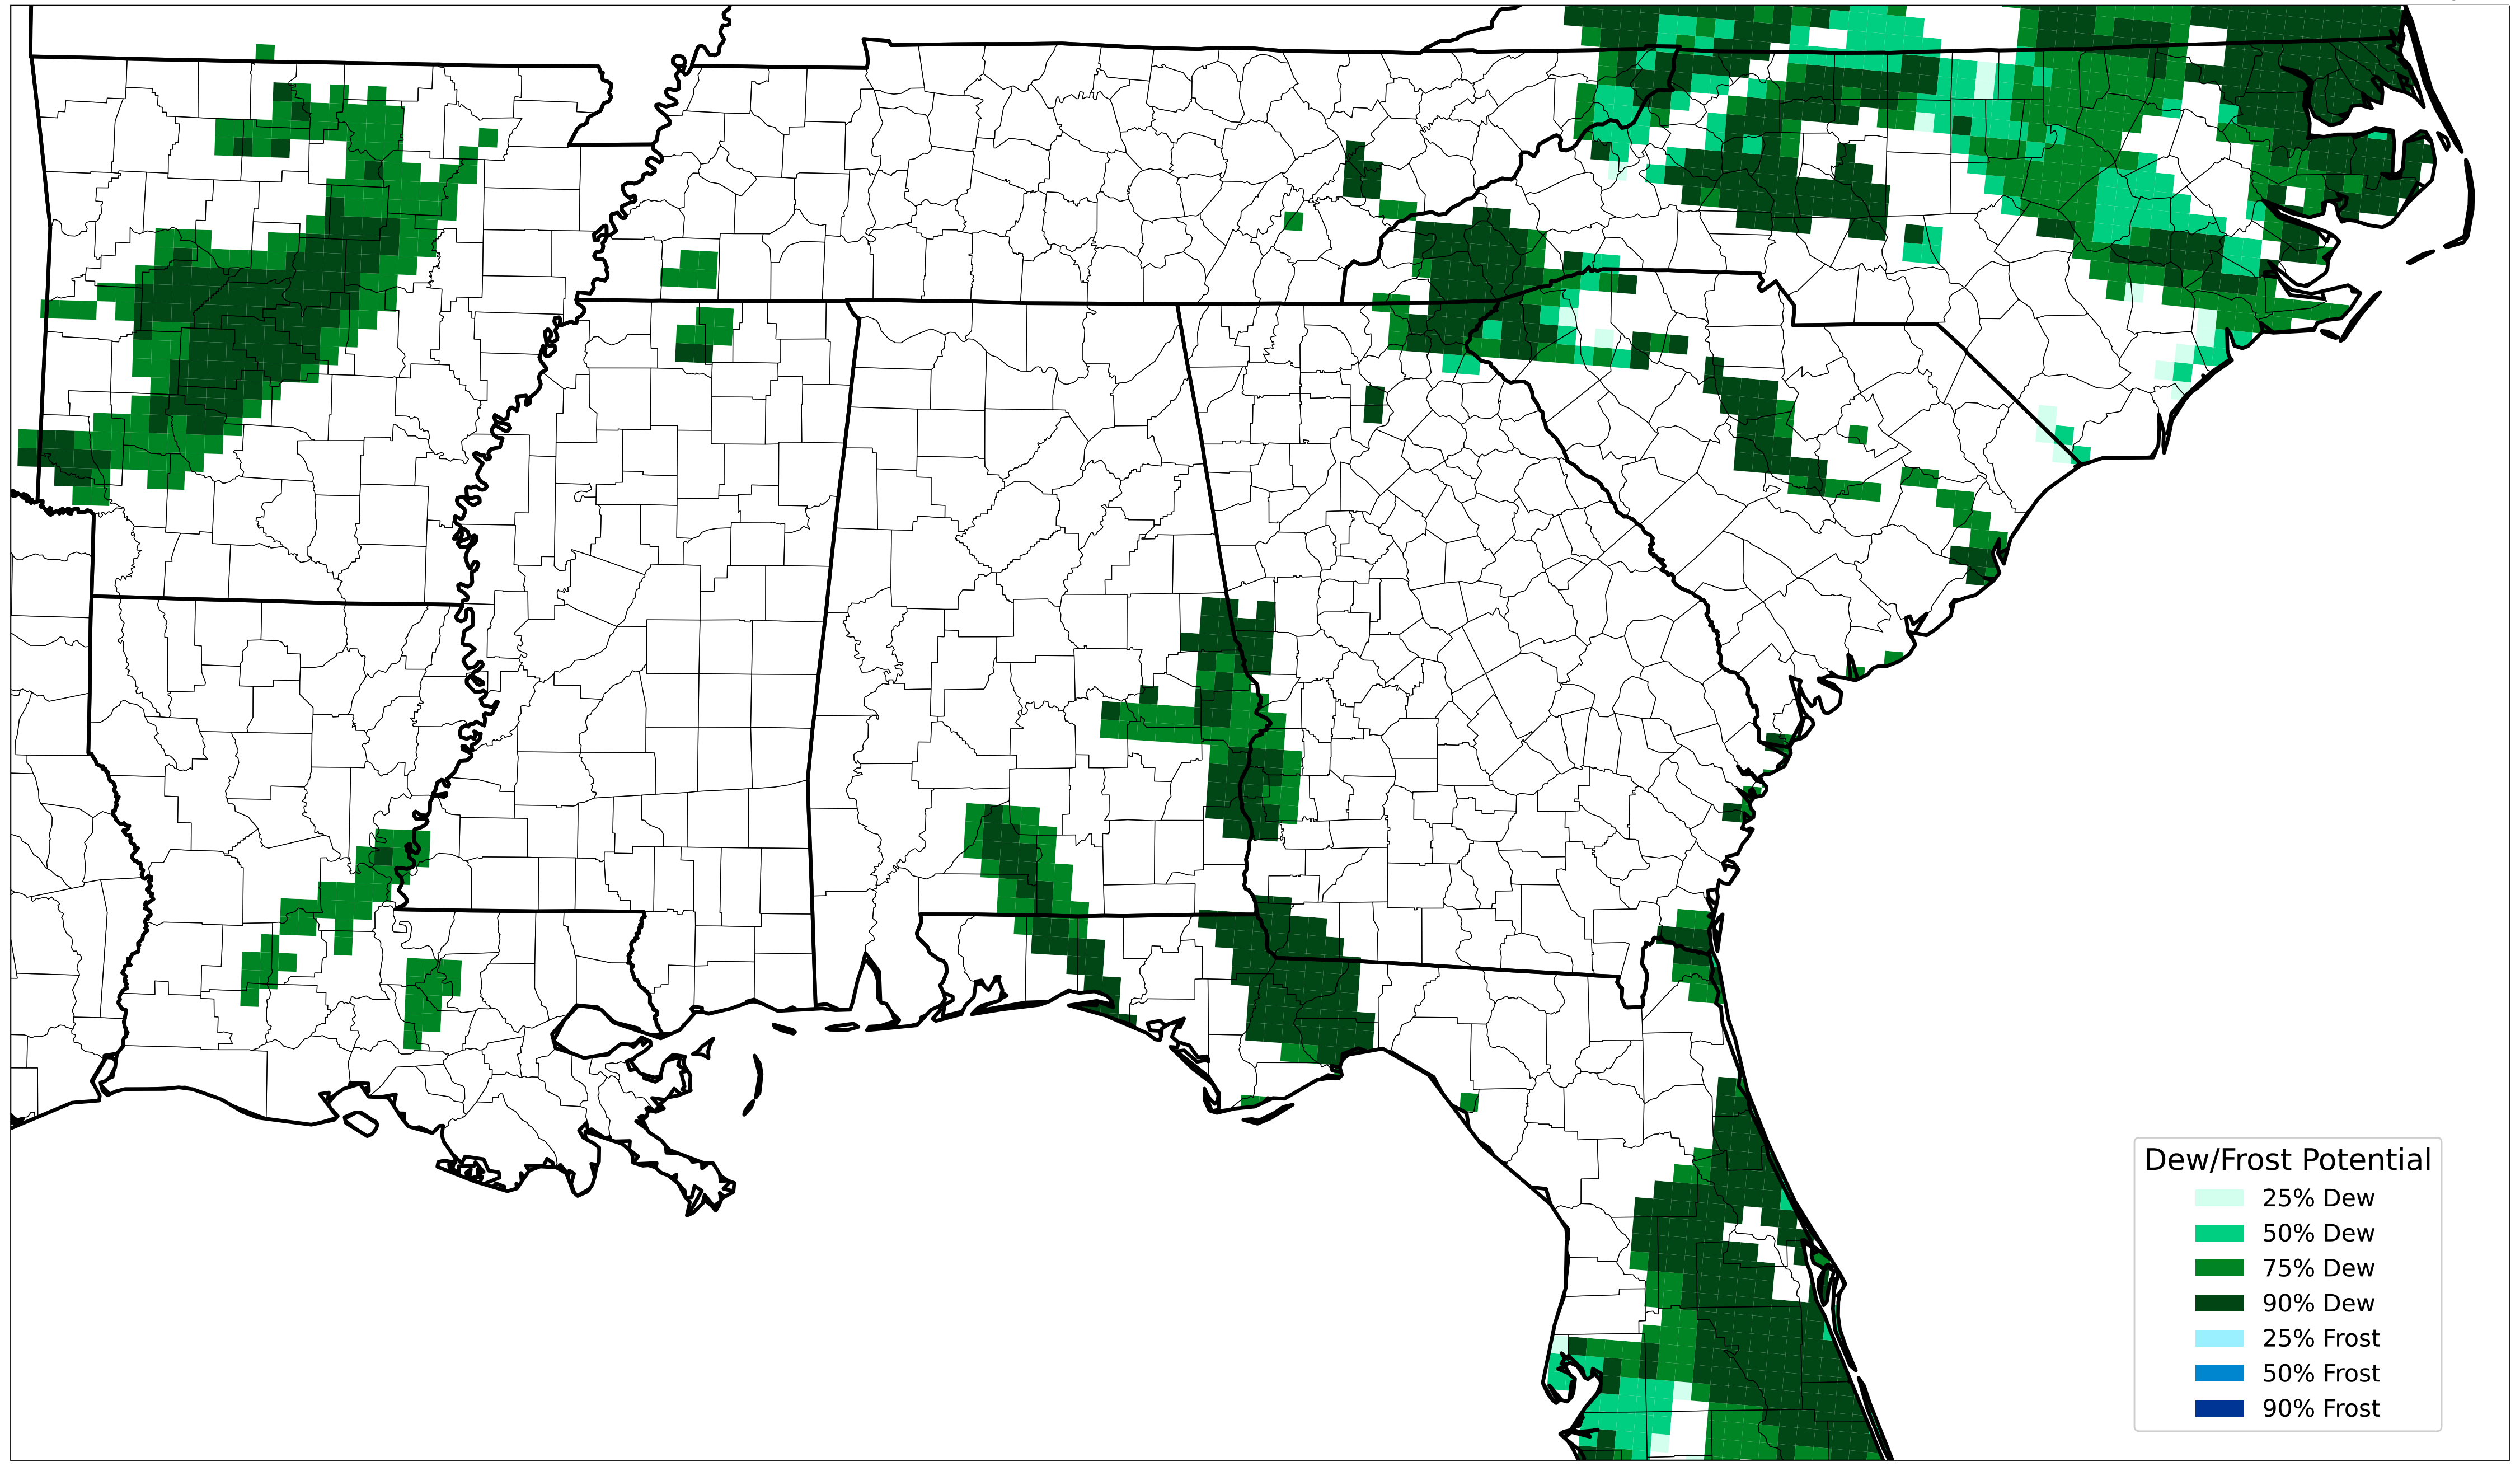 Dew/Frost Potential
25% Dew
50% Dew
75% Dew
90% Dew
25% Frost
50% Frost
90% Frost